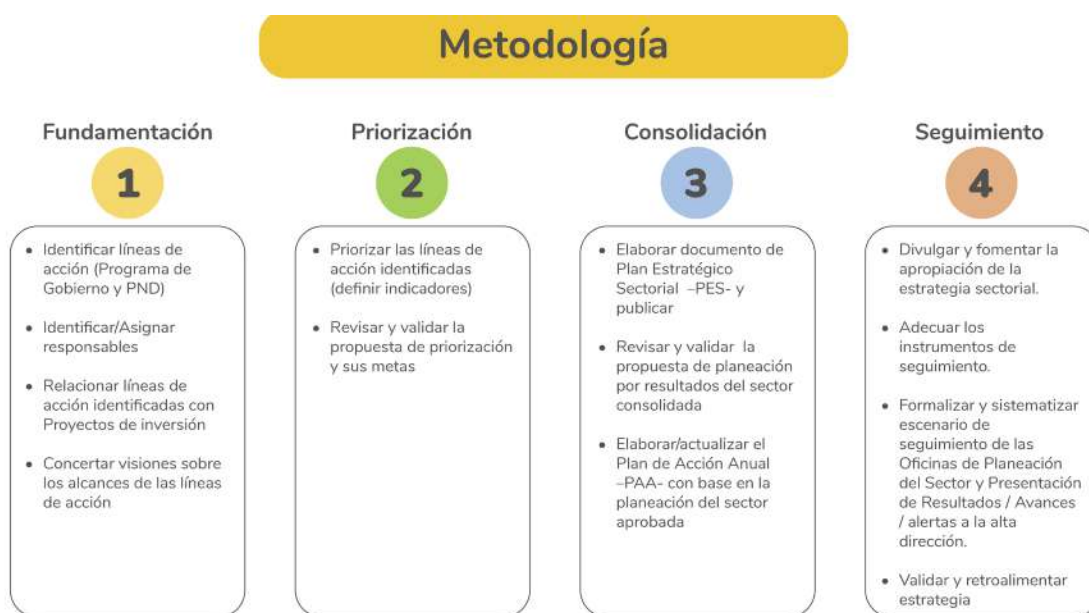 Metodología
Fundamentación
1
• Identificar líneas de
acción (Programa de
Gobierno y PND)
• Identificar/Asignar
responsables
• Relacionar líneas de
acción identificadas con
Proyectos de inversión
• Concertar visiones sobre
los alcances de las líneas
de acción
Priorización
2
• Priorizar las líneas de
acción identificadas
(definir indicadores)
• Revisar y validar la
propuesta de priorización
y sus metas
Consolidación
3
• Elaborar documento de
Plan Estratégico
Sectorial –PES- y
publicar
• Revisar y validar la
propuesta de planeación
por resultados del sector
consolidada
• Elaborar/actualizar el
Plan de Acción Anual
–PAA- con base en la
planeación del sector
aprobada
Seguimiento
4
• Divulgar y fomentar la
apropiación de la
estrategia sectorial.
• Adecuar los
instrumentos de
seguimiento.
• Formalizar y sistematizar
escenario de
seguimiento de las
Oficinas de Planeación
del Sector y Presentación
de Resultados / Avances
/ alertas a la alta
dirección.
• Validar y retroalimentar
estrategia